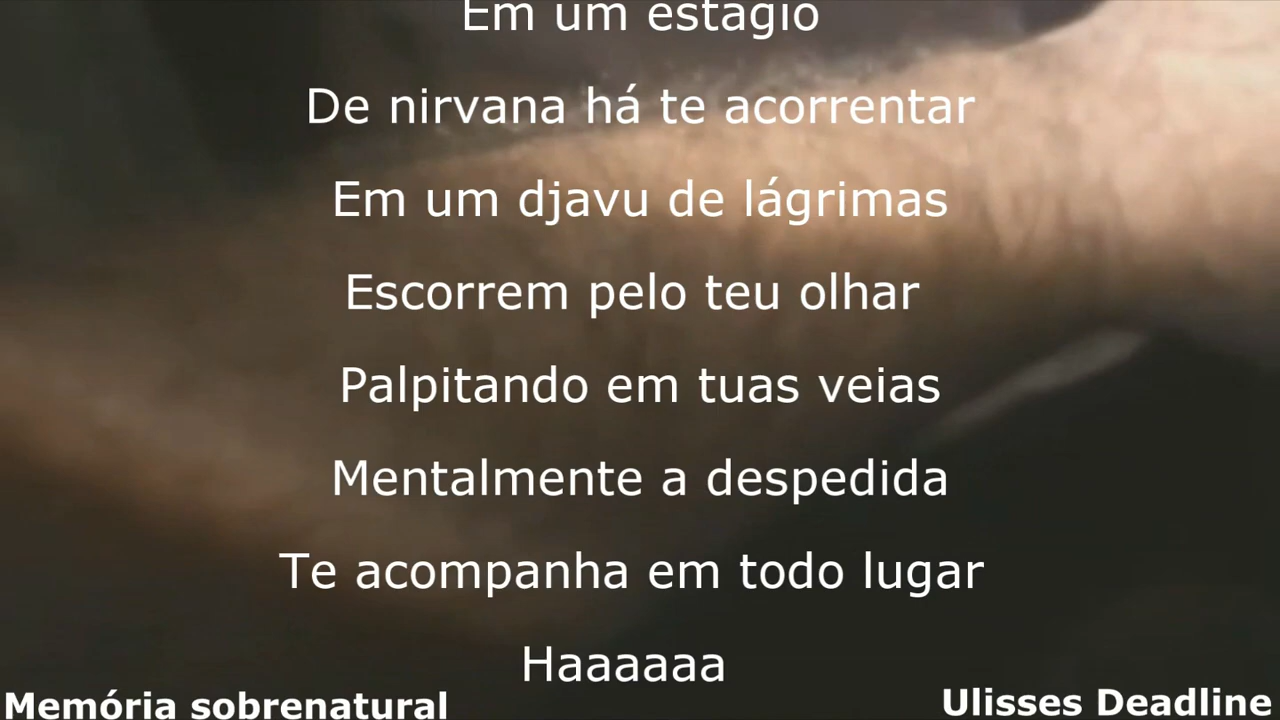 Em um estágio
De nirvana há te acorrentar
Em um djavu de lágrimas
Escorrem pelo teu olhar
Palpitando em tuas veias
Mentalmente a despedida
Te acompanha em todo lugar
Haaaaaa
Memória sobrenatural
Ulisses Deadline